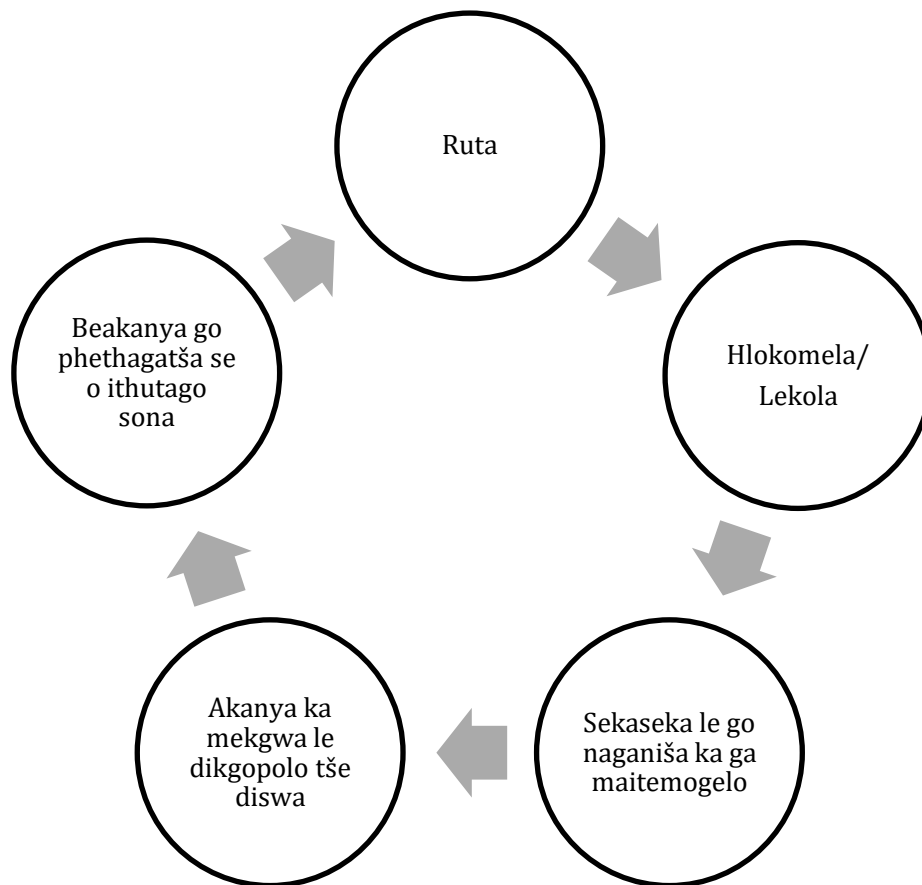 Ruta
Hlokomela/
Lekola
Sekaseka le go
naganiša ka ga
maitemogelo
Akanya ka
mekgwa le
dikgopolo tše
diswa
Beakanya go
phethagatša se
o ithutago
sona